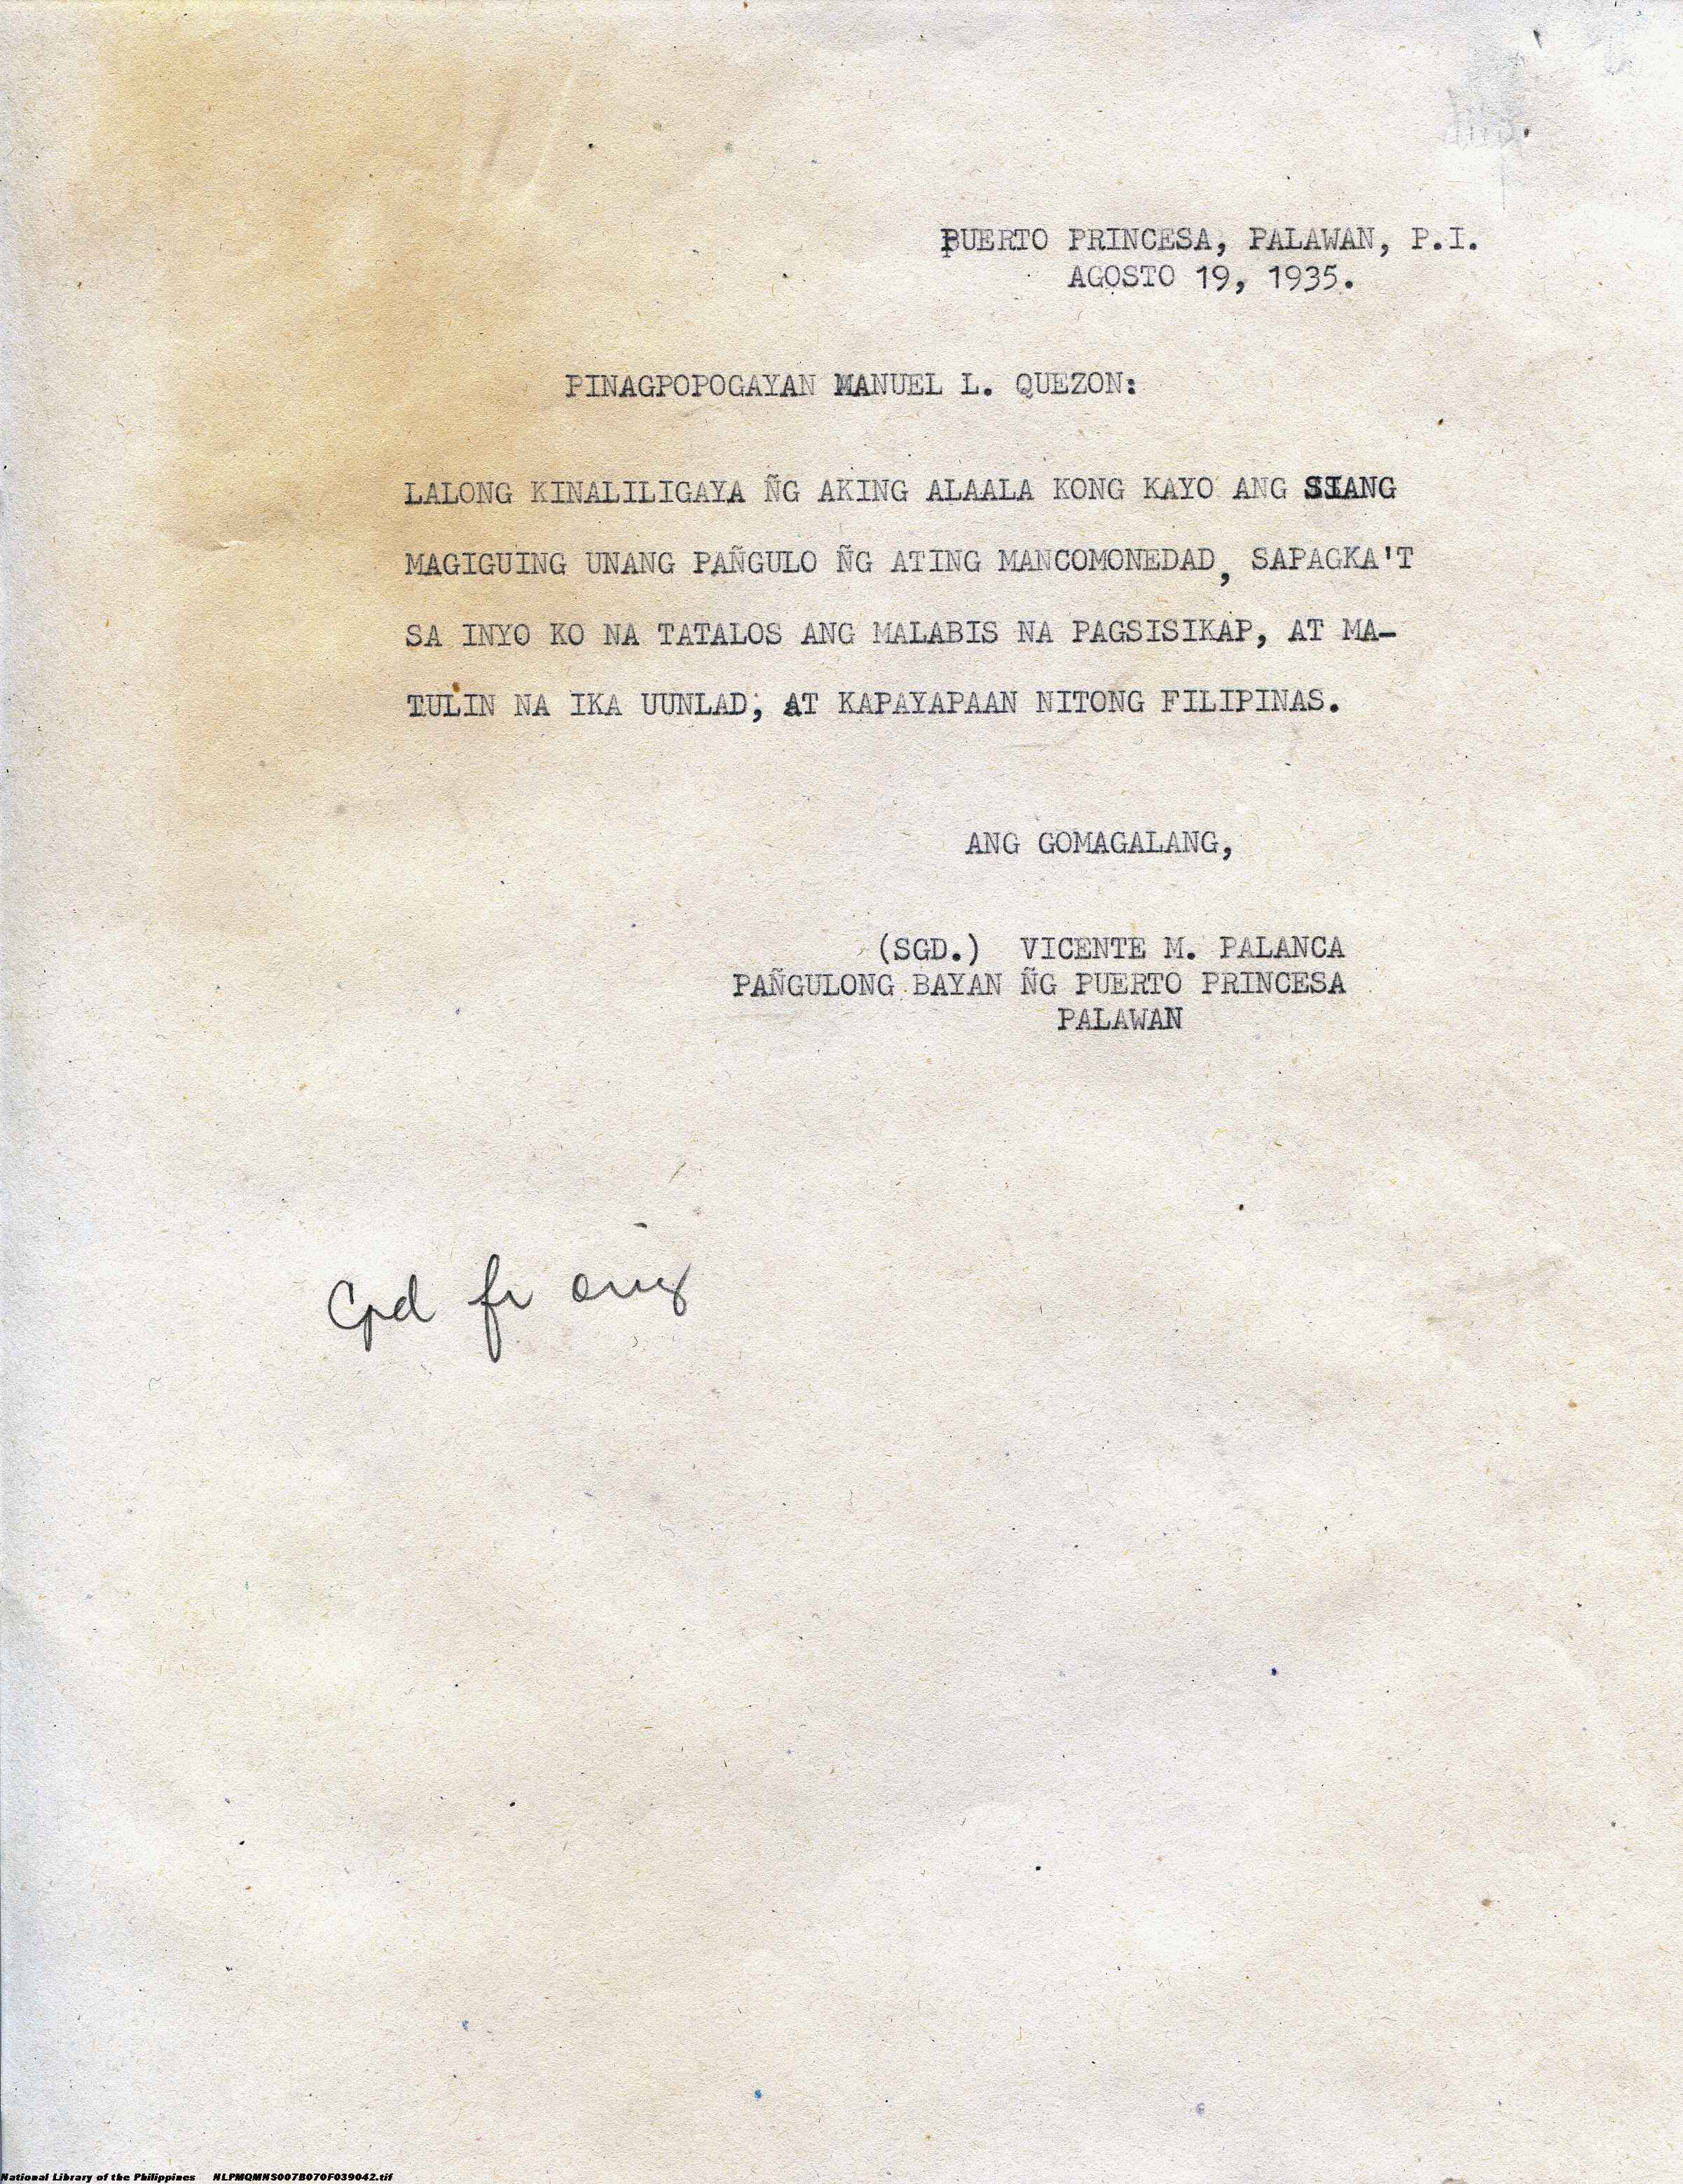 PUERTO PRINCESA, PALAWAN, P.I.
AGOSTO 19, 1935.
PINAGPOPOGAYAN MANUEL L. QUEZON:
LALONG KINALILIGAYA ÑG AKING ALAALA KONG KAYO ANG SIANG
MAGIGUING UNANG PAÑGULO ÑG ATING MANCOMONEDAD, SAPAGKA'T
SA INYO KO NA TATALOS ANG MALABIS NA PAGSISIKAP, AT MA-
TULIN NA IKA UUNLAD; AT KAPAYAPAAN NITONG FILIPINAS.
ANG GOMAGALANG,
(SGD.) VICENTE M. PALANCA
PAÑGULONG BAYAN ÑG PUERTO PRINCESA
PALAWAN
Cpd fr orig
National Library of the Philippines NLPMQMNS007B070F039042.tif